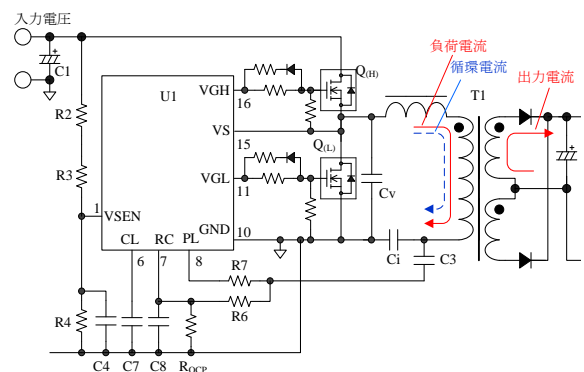 入力電圧
C1
R2
R3
R4
1
VSEN
U1
VGH
16
VS
15
VGL
11
GND
10
CL
RC
PL
6
7
8
Q(H)
Q(L)
負荷電流
循環電流
T1
出力電流
Cv
Ci
C3
R7
R6
C4
C7
C8
ROCP